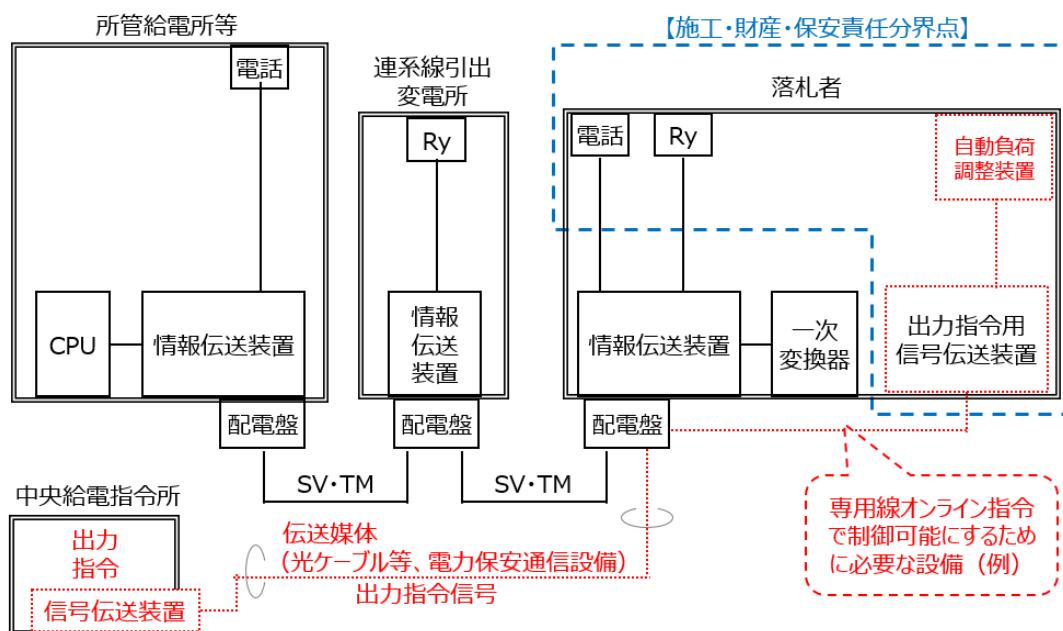 所管給電所等
電話
CPU
情報伝送装置
配電盤
連系線引出
変電所
Ry
情報
伝送
装置
配電盤
【施工・財産・保安責任分界点】
落札者
電話
Ry
自動負荷
調整装置
情報伝送装置
一次
変換器
出力指令用
信号伝送装置
配電盤
SV・TM
SV・TM
中央給電指令所
出力
指令
信号伝送装置
伝送媒体
(光ケーブル等、電力保安通信設備)
出力指令信号
専用線オンライン指令
で制御可能にするため
に必要な設備（例）